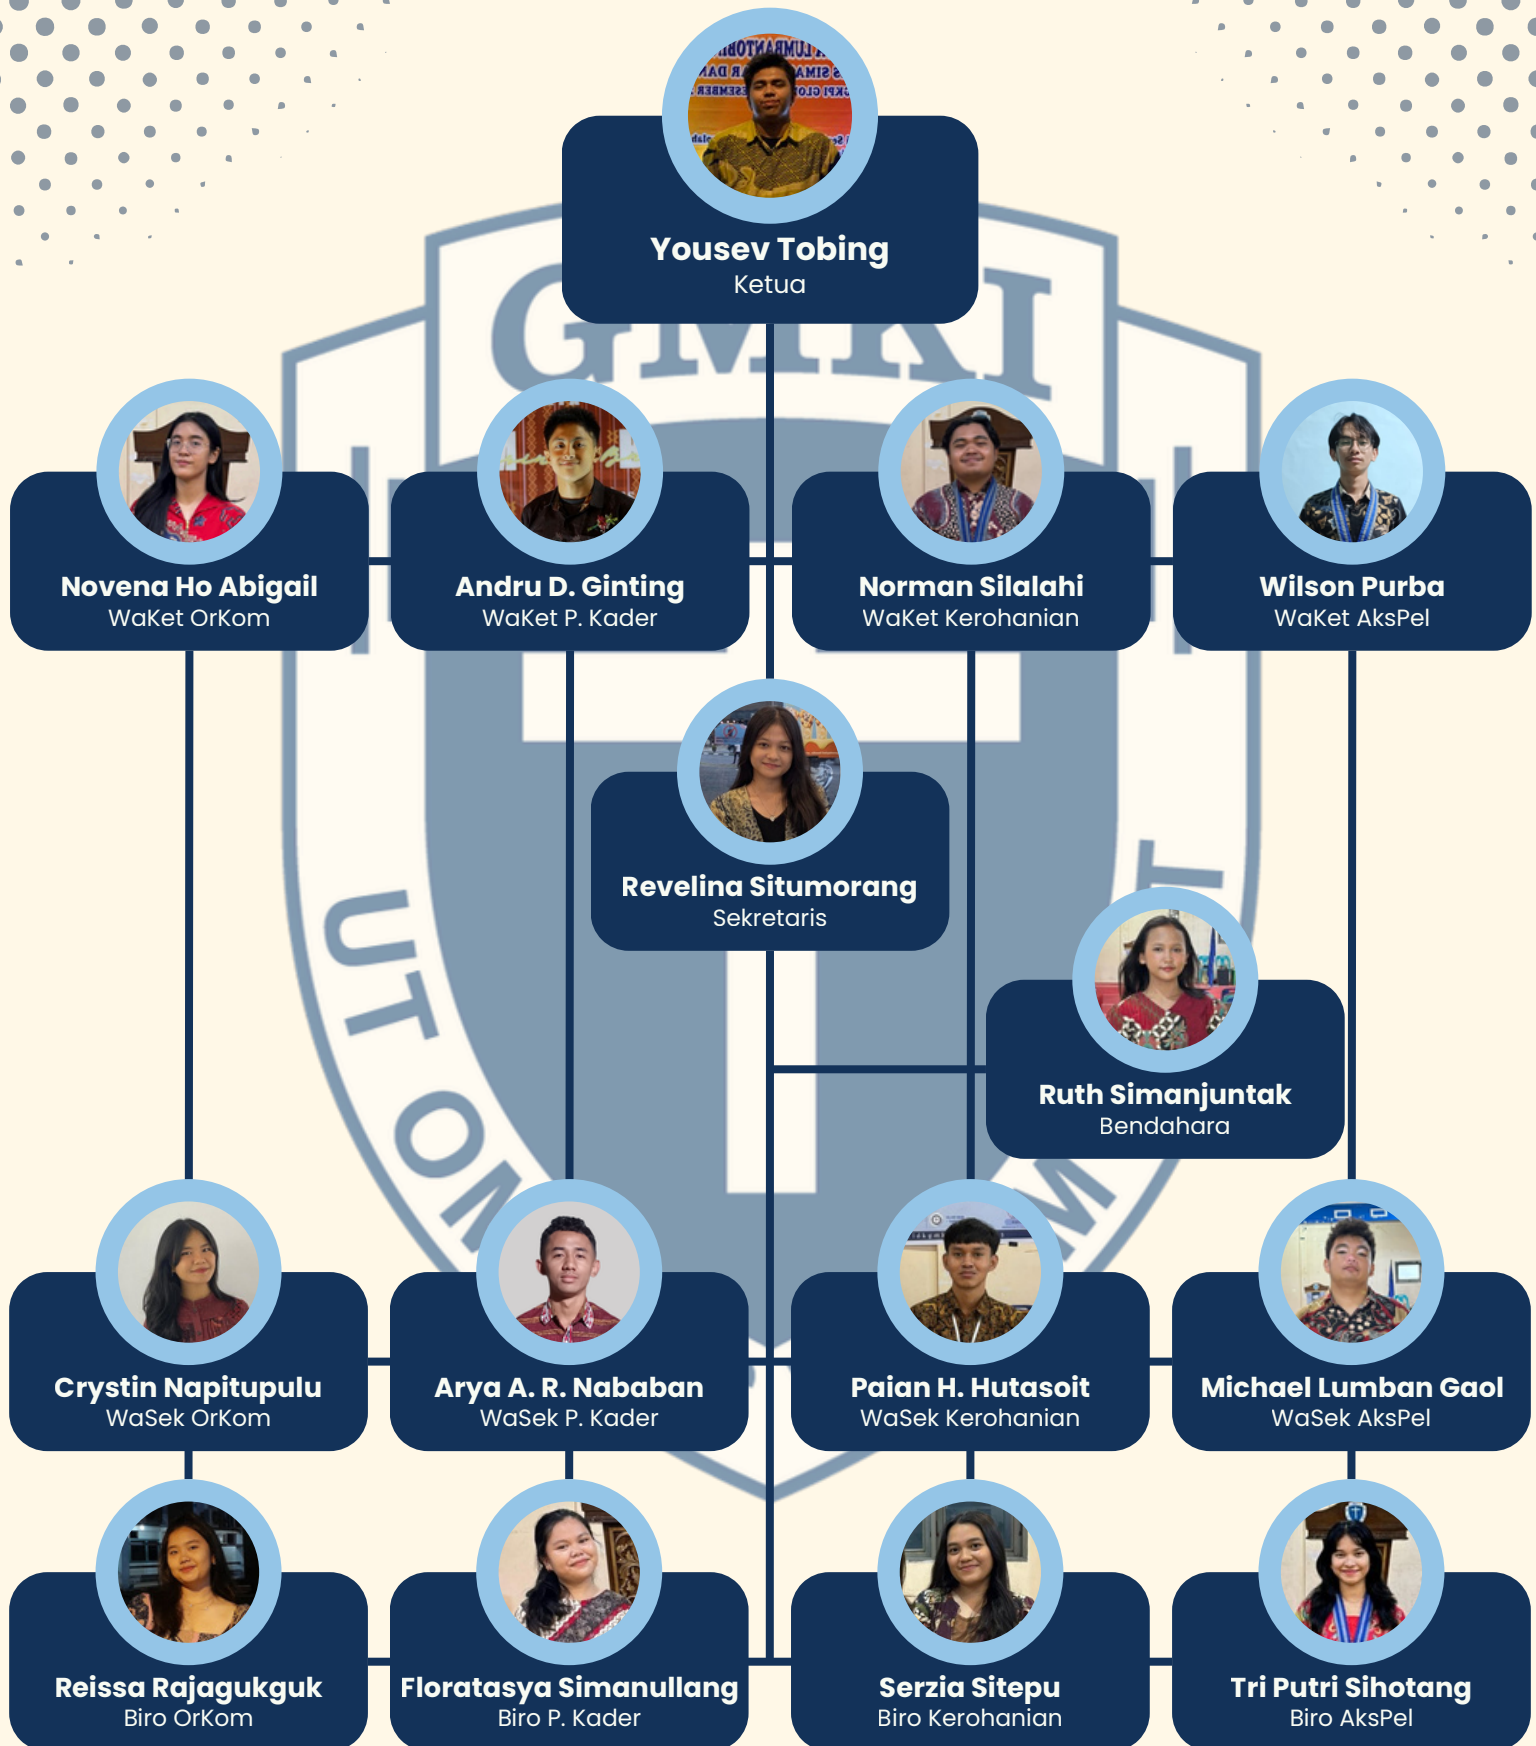 GMKI
Yousev Tobing
Ketua
Novena Ho Abigail
WaKet OrKom
Andru D. Ginting
WaKet P. Kader
Norman Silalahi
WaKet Kerohanian
Wilson Purba
WaKet AksPel
Revelina Situmorang
Sekretaris
Ruth Simanjuntak
Bendahara
UT OM
Crystin Napitupulu
WaSek OrKom
Arya A. R. Nababan
WaSek P. Kader
Paian H. Hutasoit
WaSek Kerohanian
Michael Lumban Gaol
WaSek AksPel
Reissa Rajagukguk
Biro OrKom
Floratasya Simanullang
Biro P. Kader
Serzia Sitepu
Biro Kerohanian
Tri Putri Sihotang
Biro AksPel